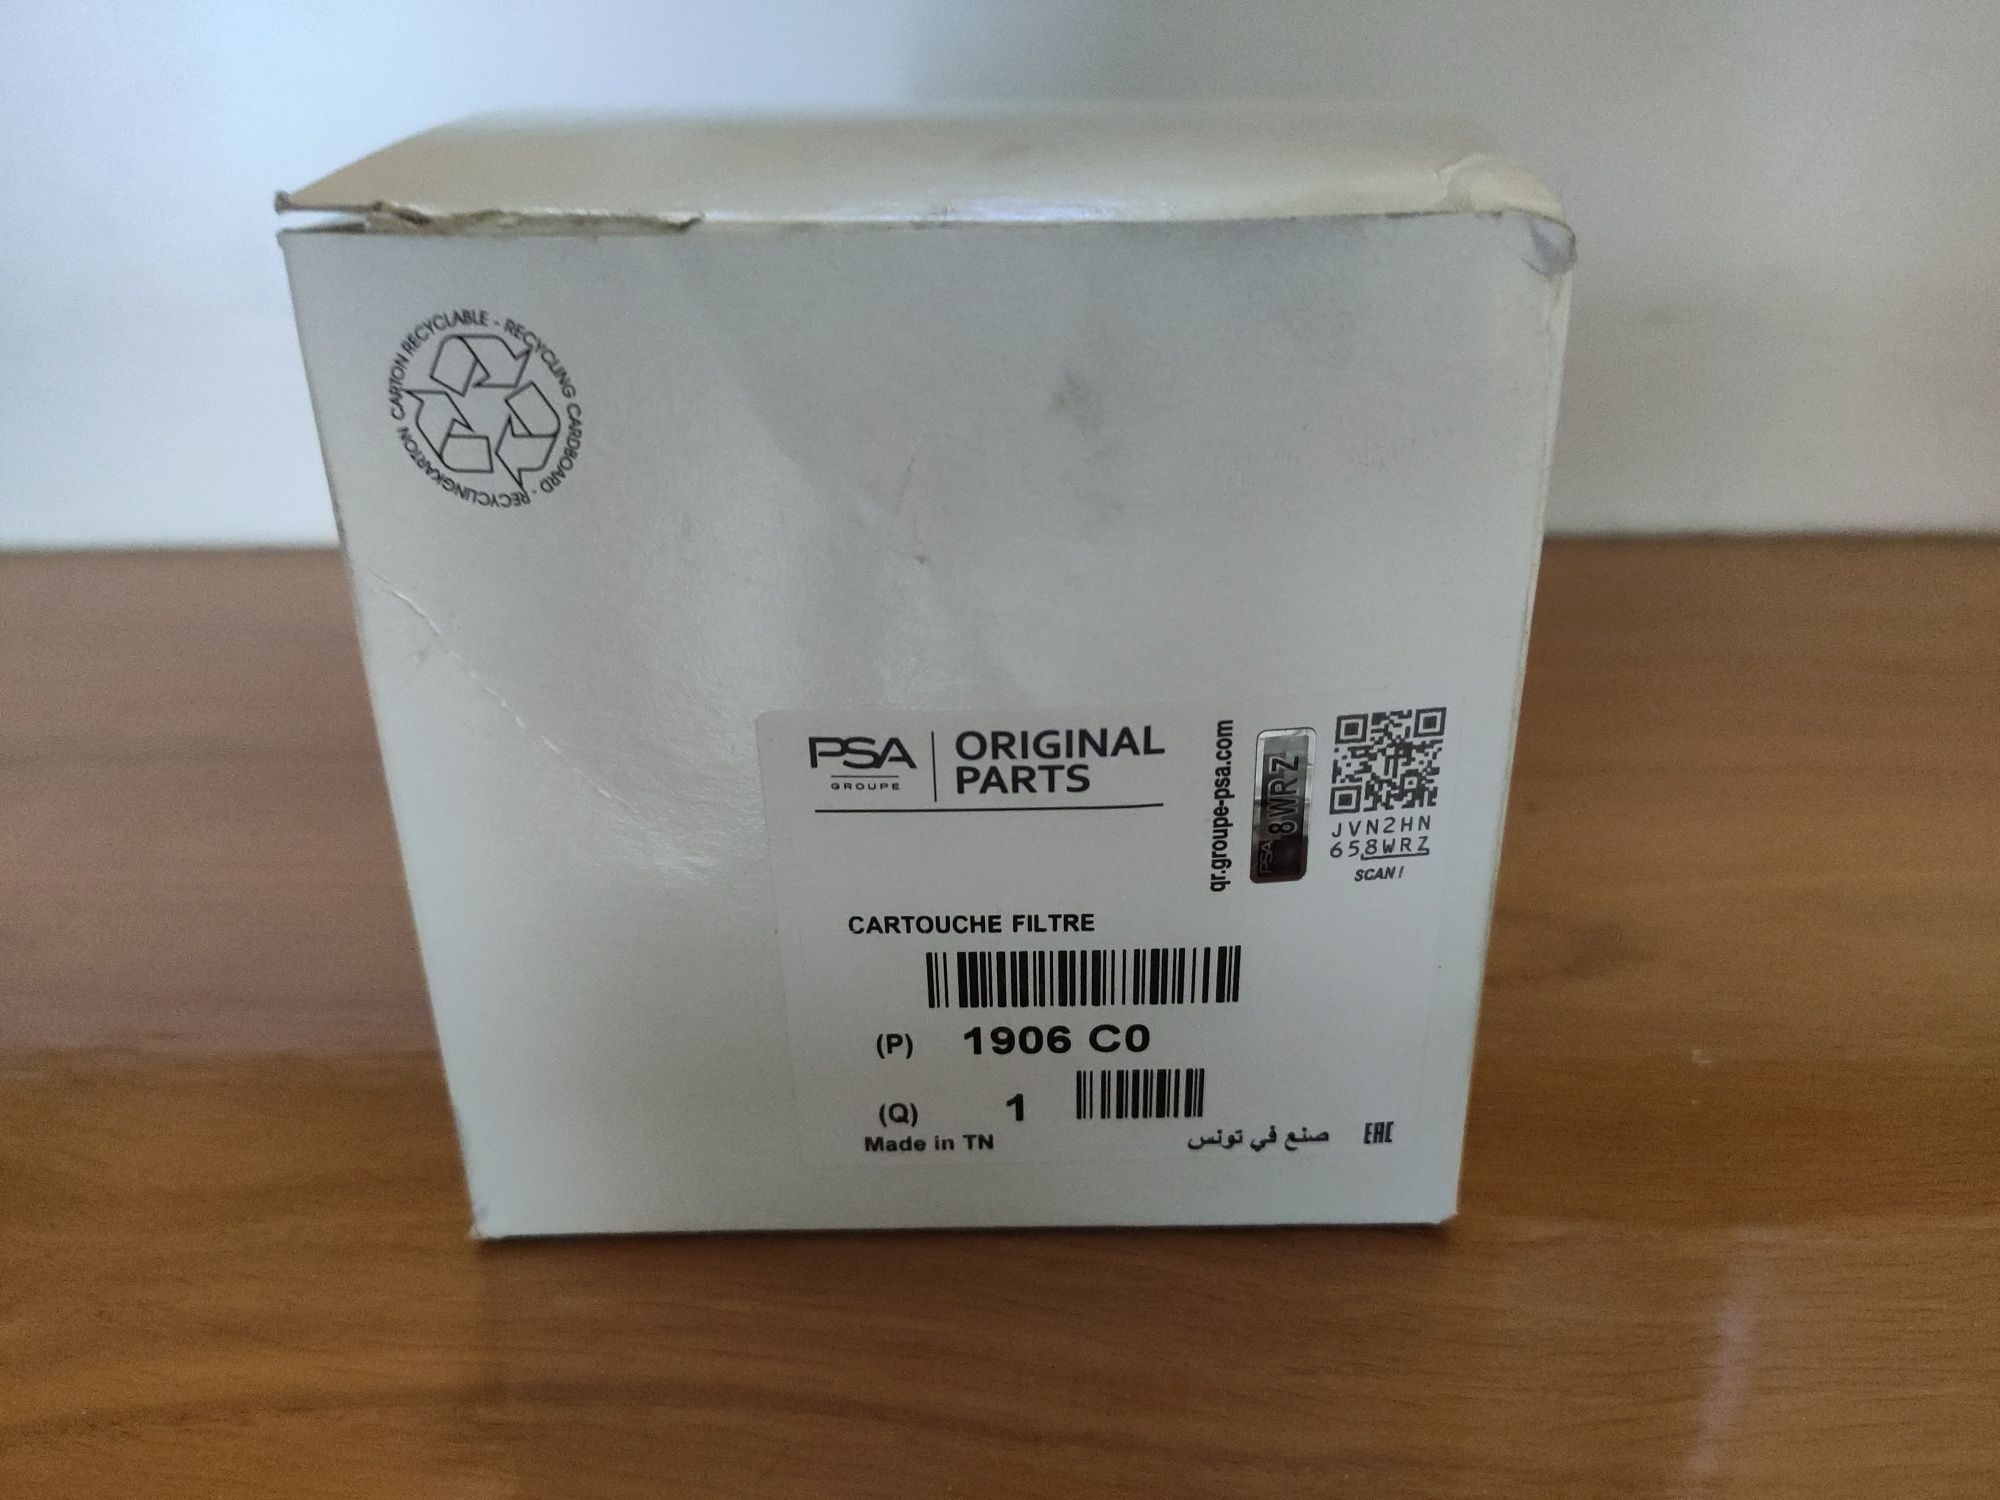 CARTON RECYCLABLE - RECYCLING CARDBOARD - RECYCLINGKARTON
PSA
GROUPE
ORIGINAL
PARTS
qr.groupe-psa.com
PSA 8WRZ
JVN2HN
658WRZ
SCAN!
CARTOUCHE FILTRE
(P) 1906 C0
(Q) 1
Made in TN
صنع في تونس
EAC